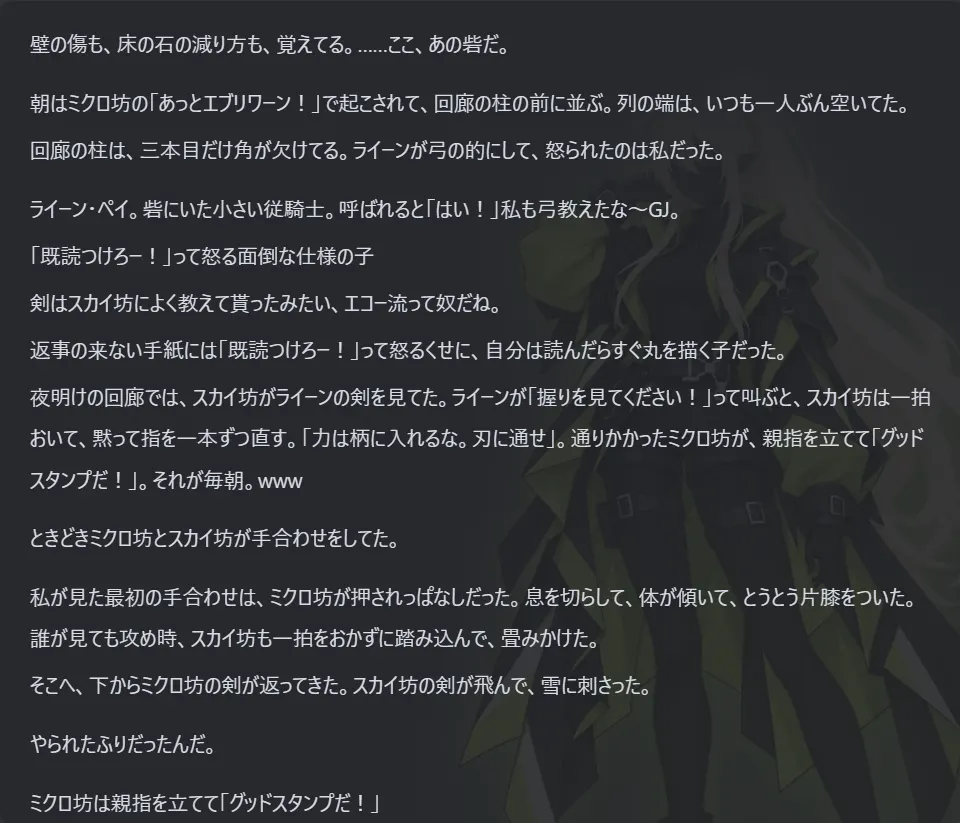 壁の傷も、床の石の減り方も、覚えてる。……ここ、あの砦だ。
朝はミクロ坊の「あっとエブリワーン！」で起こされて、回廊の柱の前に並ぶ。列の端は、いつも一人ぶん空いてた。
回廊の柱は、三本目だけ角が欠けてる。ライーンが弓の的にして、怒られたのは私だった。
ライーン・ペイ。砦にいた小さい従騎士。呼ばれると「はい！」私も弓教えたな～GJ。
「既読つけろー！」って怒る面倒な仕様の子
剣はスカイ坊によく教えて貰ったみたい、エコー流って奴だね。
返事の来ない手紙には「既読つけろー！」って怒るくせに、自分は読んだらすぐ丸を描く子だった。
夜明けの回廊では、スカイ坊がライーンの剣を見てた。ライーンが「握りを見てください！」って叫ぶと、スカイ坊は一拍
おいて、黙って指を一本ずつ直す。「力は柄に入れるな。刃に通せ」。通りかかったミクロ坊が、親指を立てて「グッド
スタンプだ！」。それが毎朝。www
ときどきミクロ坊とスカイ坊が手合わせをしてた。
私が見た最初の手合わせは、ミクロ坊が押されっぱなしだった。息を切らして、体が傾いて、とうとう片膝をついた。
誰が見ても攻め時、スカイ坊も一拍をおかずに踏み込んで、畳みかけた。
そこへ、下からミクロ坊の剣が返ってきた。スカイ坊の剣が飛んで、雪に刺さった。
やられたふりだったんだ。
ミクロ坊は親指を立てて「グッドスタンプだ！」